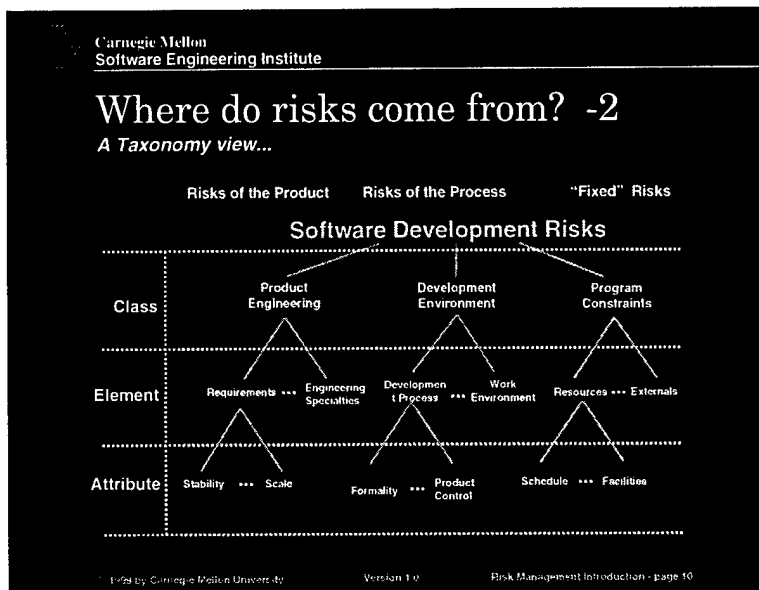 Carnegie Mellon
Software Engineering Institute
Where do risks come from? -2
A Taxonomy view...
Risks of the Product Risks of the Process "Fixed" Risks
Software Development Risks
Class
Product
Engineering
Development
Environment
Program
Constraints
Element
Requirements ••• Engineering
Specialties
Developmen
t Process ••• Work
Environment
Resources ••• Externals
Attribute
Stability ••• Scale
Formality ••• Product
Control
Schedule ••• Facilities
1999 by Carnegie Mellon University Version 1.0 Risk Management Introduction - page 10